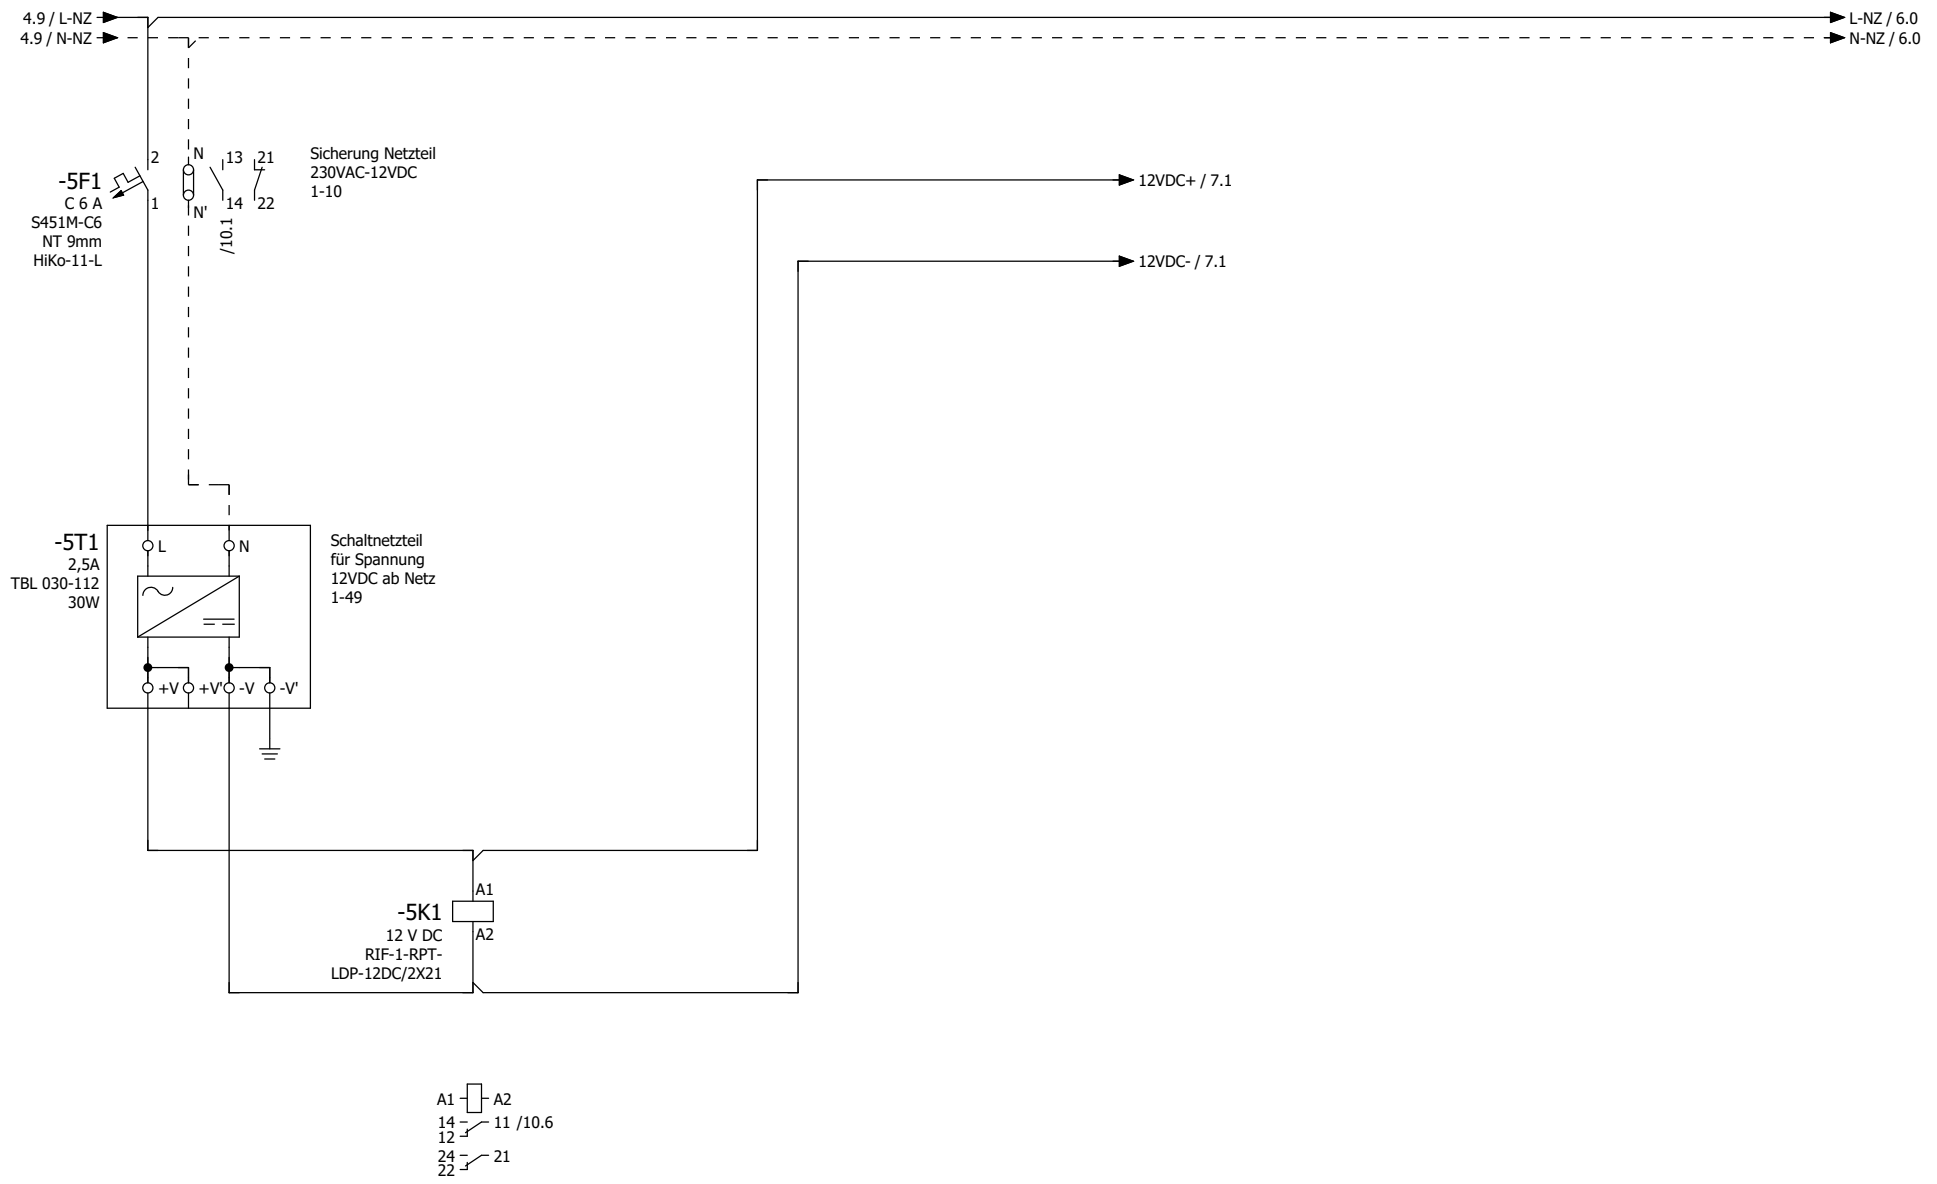 4.9 / L-NZ
L-NZ / 6.0
4.9 / N-NZ
N-NZ / 6.0
-5F1
C 6 A
S451M-C6
NT 9mm
HiKo-11-L
2
1
N
N'
13
14
/10.1
21
22
Sicherung Netzteil
230VAC-12VDC
1-10
12VDC+ / 7.1
12VDC- / 7.1
-5T1
2,5A
TBL 030-112
30W
L
N
+V
+V'
-V
-V'
Schaltnetzteil
für Spannung
12VDC ab Netz
1-49
-5K1
12 V DC
RIF-1-RPT-
LDP-12DC/2X21
A1
A2
A1 A2
14 11 /10.6
12
24 21
22